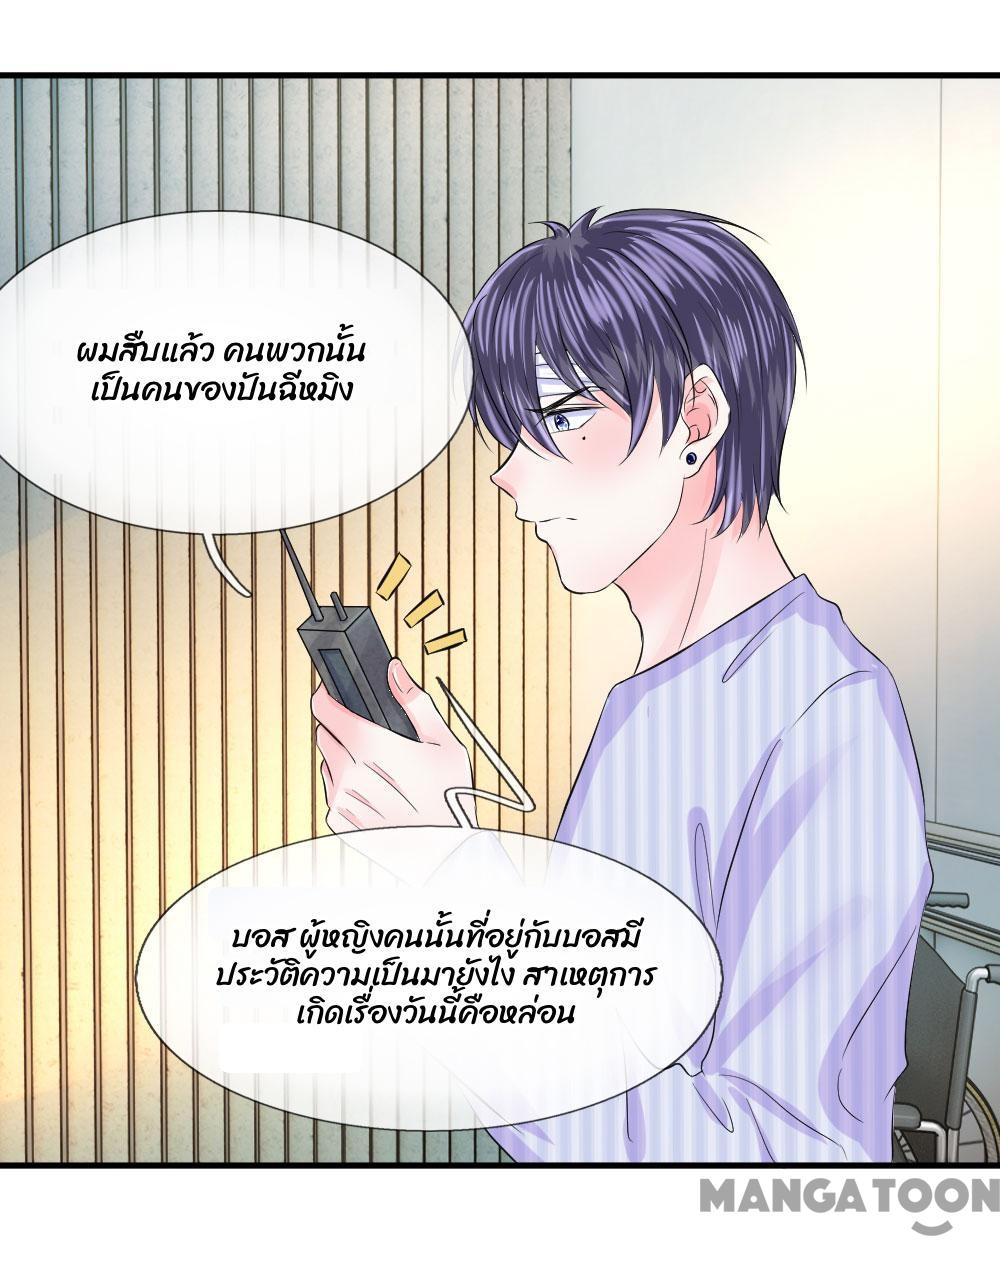 ผมสืบแล้ว คนพวกนั้น
เป็นคนของปันฉีหมิง
บอส ผู้หญิงคนนั้นที่อยู่กับบอสมี
ประวัติความเป็นมายังไง สาเหตุการ
เกิดเรื่องวันนี้คือหล่อน
MANGATOON